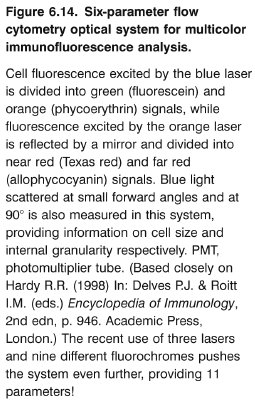 Figure 6.14. Six-parameter flow
cytometry optical system for multicolor
immunofluorescence analysis.
Cell fluorescence excited by the blue laser
is divided into green (fluorescein) and
orange (phycoerythrin) signals, while
fluorescence excited by the orange laser
is reflected by a mirror and divided into
near red (Texas red) and far red
(allophycocyanin) signals. Blue light
scattered at small forward angles and at
90° is also measured in this system,
providing information on cell size and
internal granularity respectively. PMT,
photomultiplier tube. (Based closely on
Hardy R.R. (1998) In: Delves P.J. & Roitt
I.M. (eds.) Encyclopedia of Immunology,
2nd edn, p. 946. Academic Press,
London.) The recent use of three lasers
and nine different fluorochromes pushes
the system even further, providing 11
parameters!